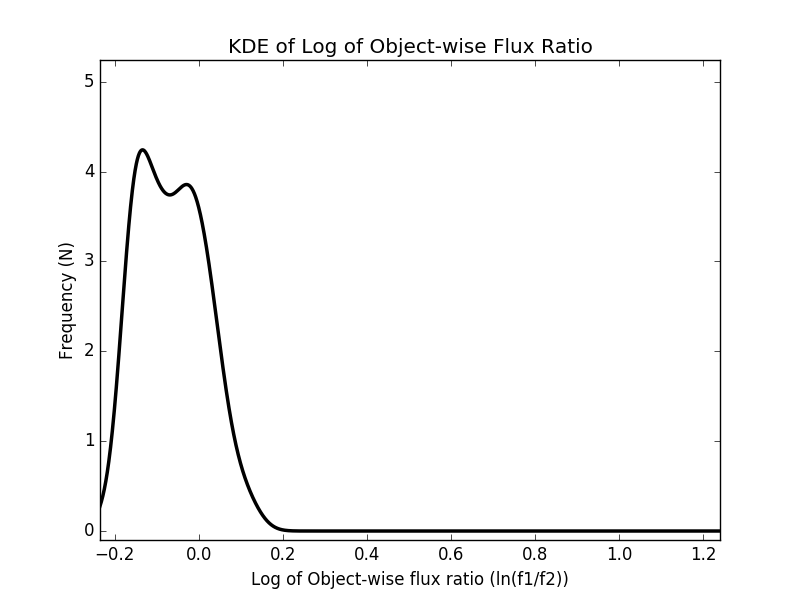 KDE of Log of Object-wise Flux Ratio
5
4
3
2
1
0
Frequency (N)
−0.2 0.0 0.2 0.4 0.6 0.8 1.0 1.2
Log of Object-wise flux ratio (ln(f1/f2))